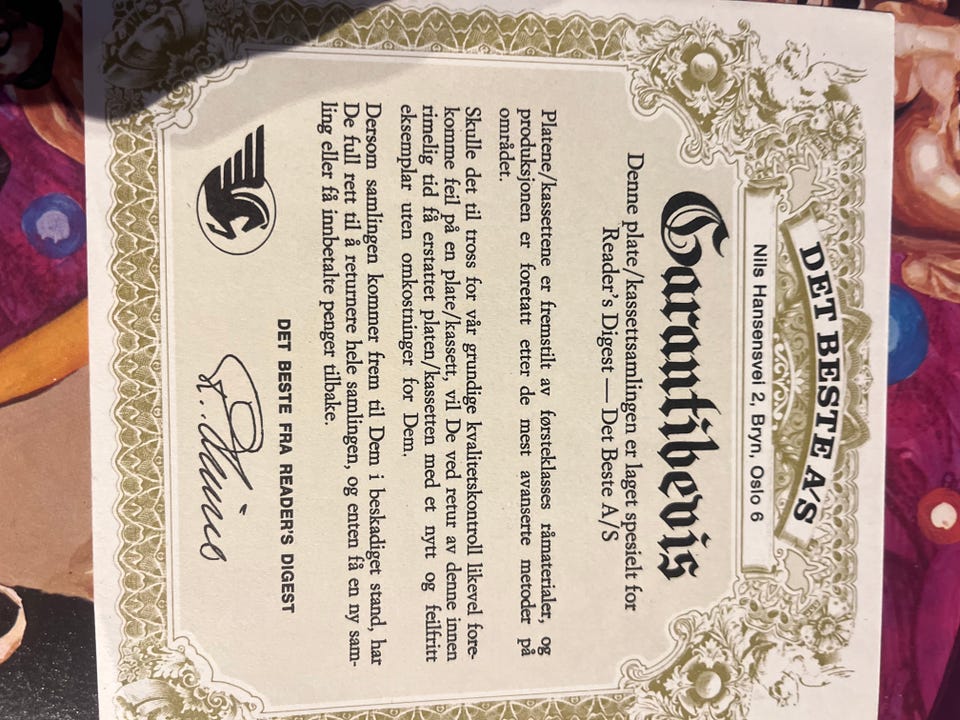 DET BESTE A/S
Nils Hansensvei 2, Bryn, Oslo 6
Garantibevis
Denne plate/kassettsamlingen er laget spesielt for
Reader's Digest — Det Beste A/S
Platene/kassettene er fremstilt av førsteklasses råmaterialer, og
produksjonen er foretatt etter de mest avanserte metoder på
området.
Skulle det til tross for vår grundige kvalitetskontroll likevel fore-
komme feil på en plate/kassett, vil De ved retur av denne innen
rimelig tid få erstattet platen/kassetten med et nytt og feilfritt
eksemplar uten omkostninger for Dem.
Dersom samlingen kommer frem til Dem i beskadiget stand, har
De full rett til å returnere hele samlingen, og enten få en ny sam-
ling eller få innbetalte penger tilbake.
DET BESTE FRA READER'S DIGEST